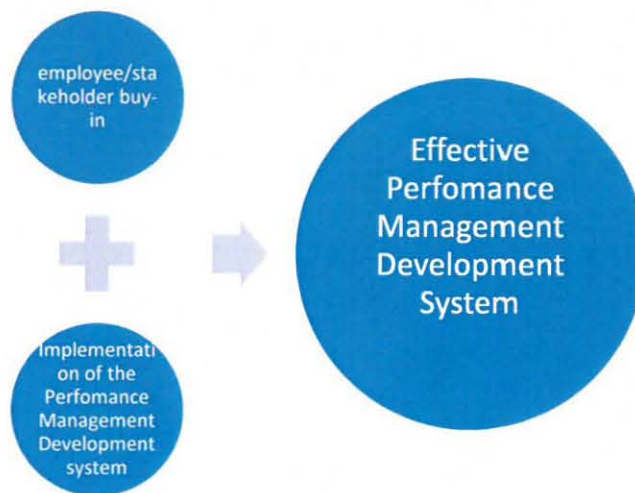 employee/sta
keholder buy-
in
Effective
Perfomance
Management
Development
System
Implementati
on of the
Perfomance
Management
Development
system